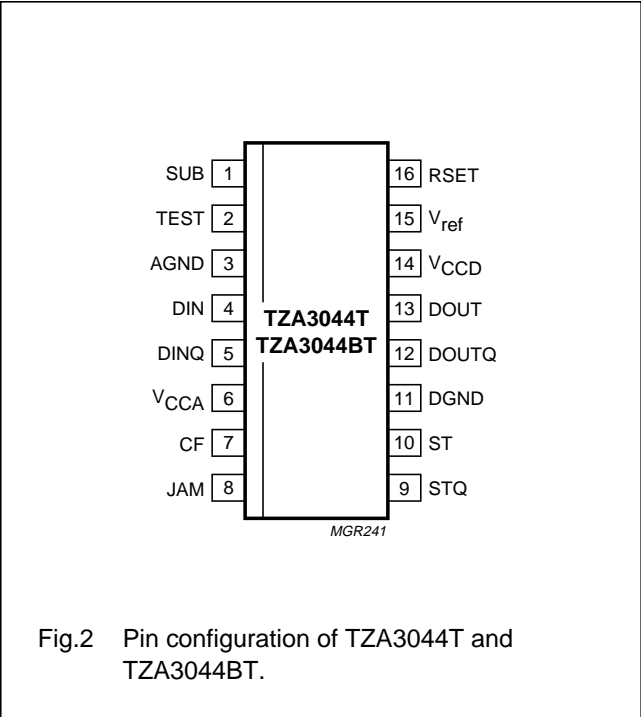 SUB 1
TEST 2
AGND 3
DIN 4
DINQ 5
VCCA 6
CF 7
JAM 8
TZA3044T
TZA3044BT
16 RSET
15 Vref
14 VCCD
13 DOUT
12 DOUTQ
11 DGND
10 ST
9 STQ
MGR241
Fig.2 Pin configuration of TZA3044T and
TZA3044BT.